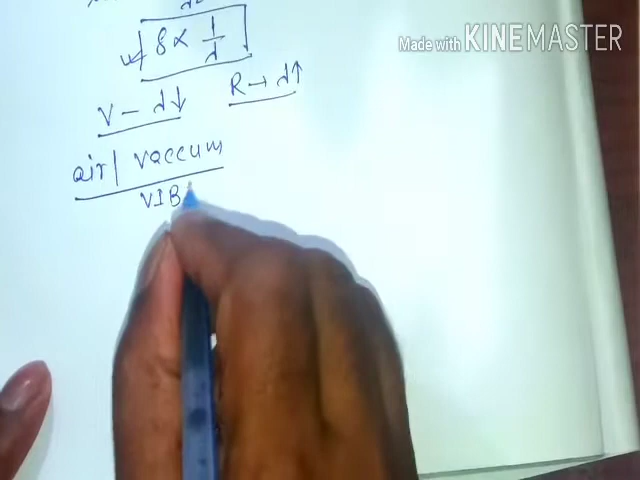 δ ∝ 1/λ
V – λ↓ R → λ↑
air| vaccum
VIB
Made with KINEMASTER